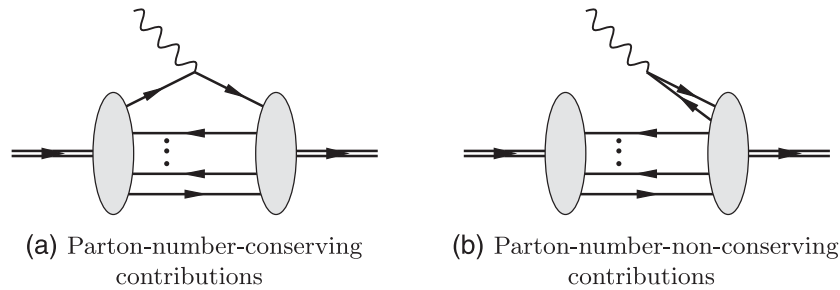 (a) Parton-number-conserving
contributions
(b) Parton-number-non-conserving
contributions